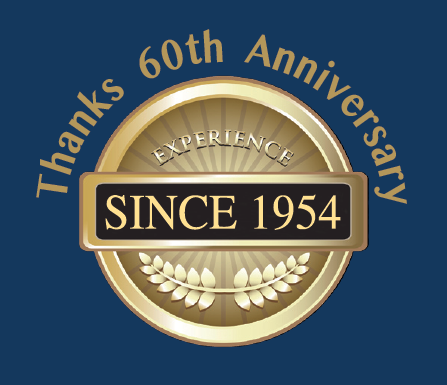 Thanks 60th Anniversary
EXPERIENCE
SINCE 1954